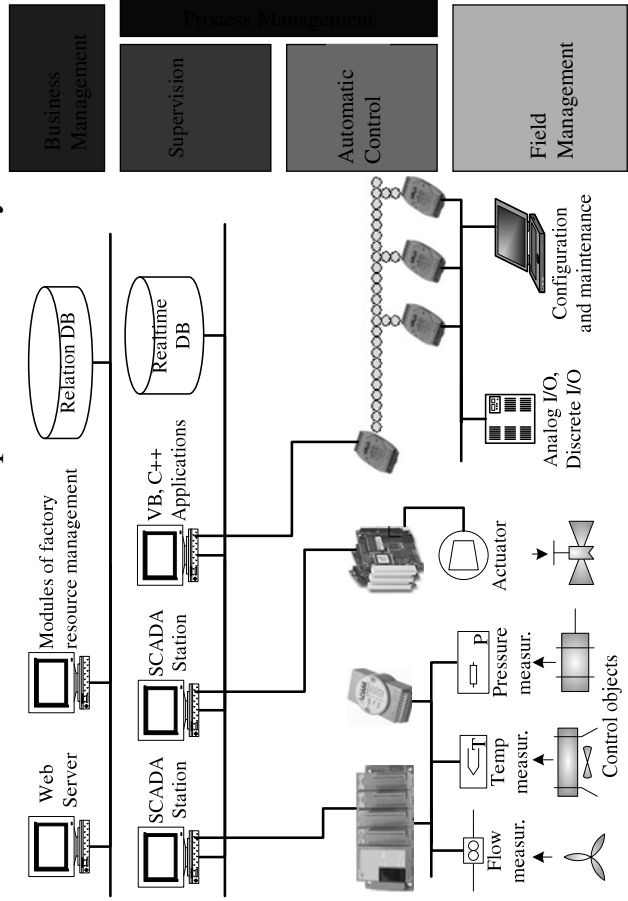 Process Management
Business
Management
Supervision
Automatic
Control
Field
Management
Web
Server
Modules of factory
resource management
Relation DB
SCADA
Station
SCADA
Station
VB, C++
Applications
Realtime
DB
Flow
measur.
T
Temp
measur.
P
Pressure
measur.
Actuator
Analog I/O,
Discrete I/O
Configuration
and maintenance
Control objects